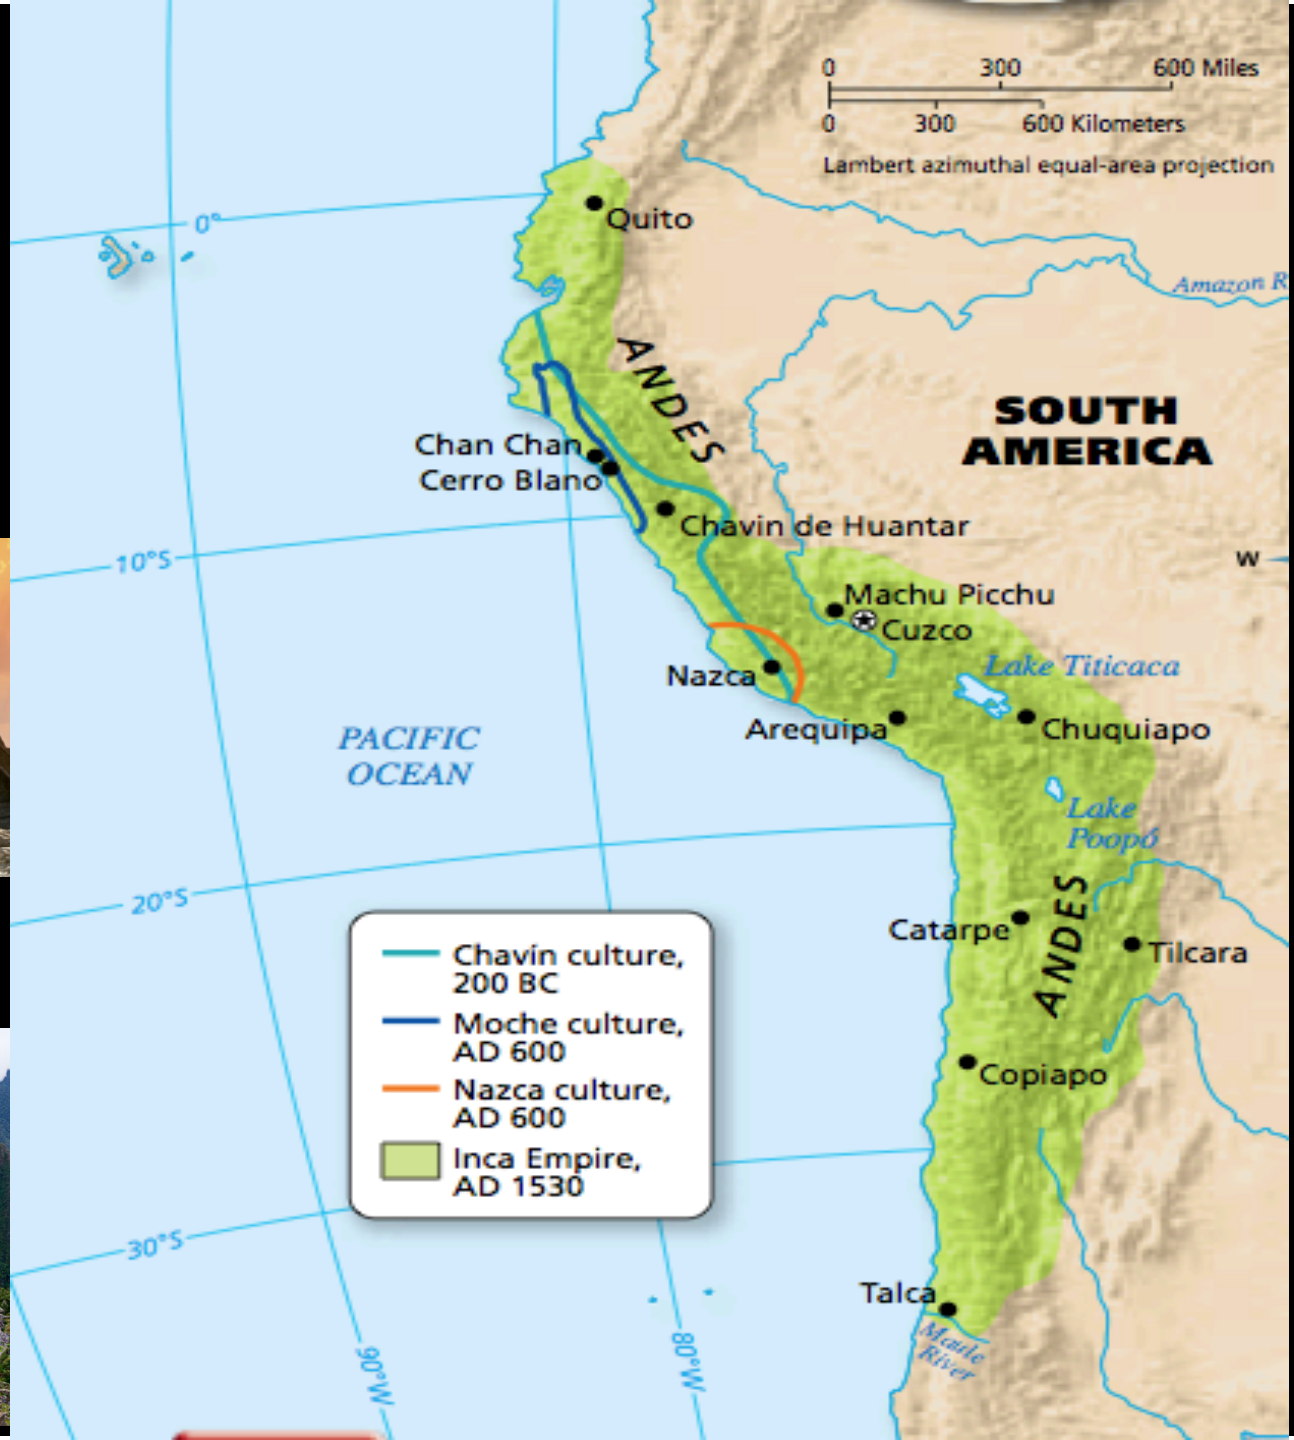 0 300 600 Miles
0 300 600 Kilometers
Lambert azimuthal equal-area projection
0°
Quito
Amazon R
ANDES
SOUTH
AMERICA
Chan Chan
Cerro Blano
Chavin de Huantar
10°S
W
Machu Picchu
Cuzco
Lake Titicaca
Nazca
Arequipa
Chuquiapo
PACIFIC
OCEAN
Lake
Poopó
20°S
ANDES
Catarpe
Tilcara
Chavín culture,
200 BC
Moche culture,
AD 600
Nazca culture,
AD 600
Inca Empire,
AD 1530
Copiapo
30°S
Talca
Maule
River
90°W
80°W